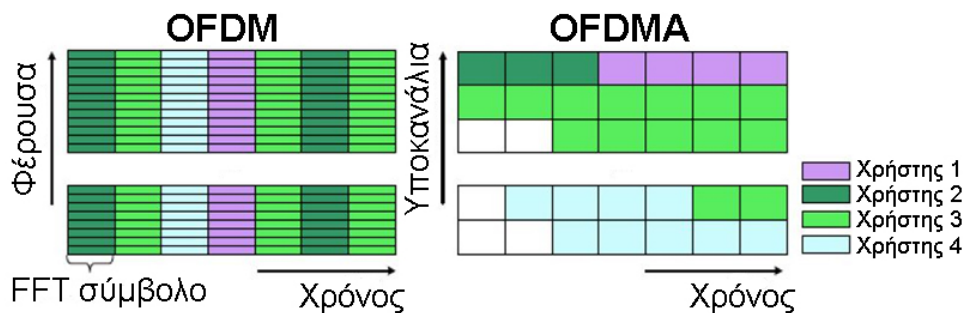 OFDM
OFDMA
Φέρουσα
Υποκανάλια
Χρήστης 1
Χρήστης 2
Χρήστης 3
Χρήστης 4
FFT σύμβολο
Χρόνος
Χρόνος